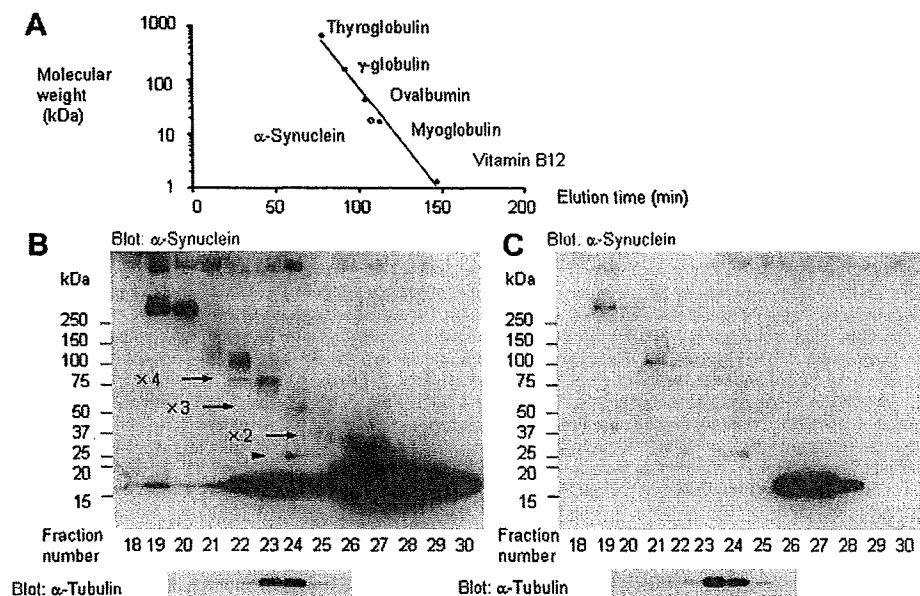 A
Molecular
weight
(kDa)
1000
100
10
1
Thyroglobulin
γ-globulin
Ovalbumin
α-Synuclein
Myoglobulin
Vitamin B12
0 50 100 150 200
Elution time (min)
B
Blot: α-Synuclein
kDa
250
150
100
75
50
37
25
20
15
×4
×3
×2
Fraction
number
18 19 20 21 22 23 24 25 26 27 28 29 30
Blot: α-Tubulin
C
Blot: α-Synuclein
kDa
250
150
100
75
50
37
25
20
15
Fraction
number
18 19 20 21 22 23 24 25 26 27 28 29 30
Blot: α-Tubulin